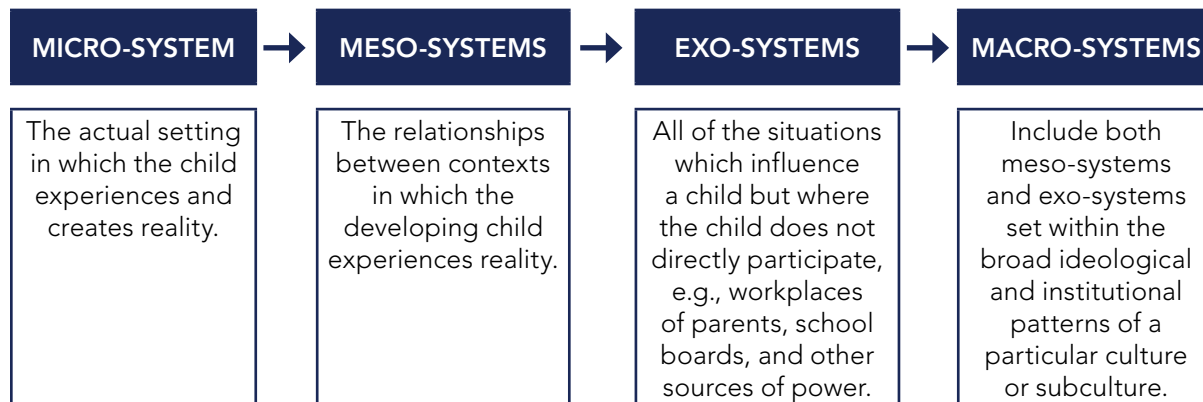 MICRO-SYSTEM
The actual setting
in which the child
experiences and
creates reality.
MESO-SYSTEMS
The relationships
between contexts
in which the
developing child
experiences reality.
EXO-SYSTEMS
All of the situations
which influence
a child but where
the child does not
directly participate,
e.g., workplaces
of parents, school
boards, and other
sources of power.
MACRO-SYSTEMS
Include both
meso-systems
and exo-systems
set within the
broad ideological
and institutional
patterns of a
particular culture
or subculture.